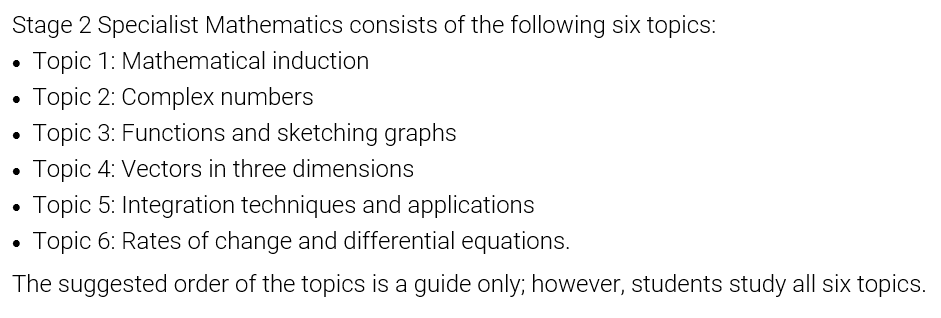 Stage 2 Specialist Mathematics consists of the following six topics:
• Topic 1: Mathematical induction
• Topic 2: Complex numbers
• Topic 3: Functions and sketching graphs
• Topic 4: Vectors in three dimensions
• Topic 5: Integration techniques and applications
• Topic 6: Rates of change and differential equations.
The suggested order of the topics is a guide only; however, students study all six topics.